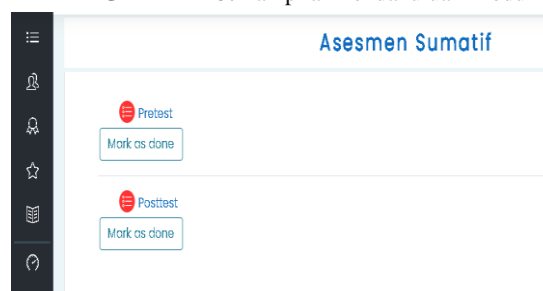 Asesmen Sumatif
Pretest
Mark as done
Posttest
Mark as done